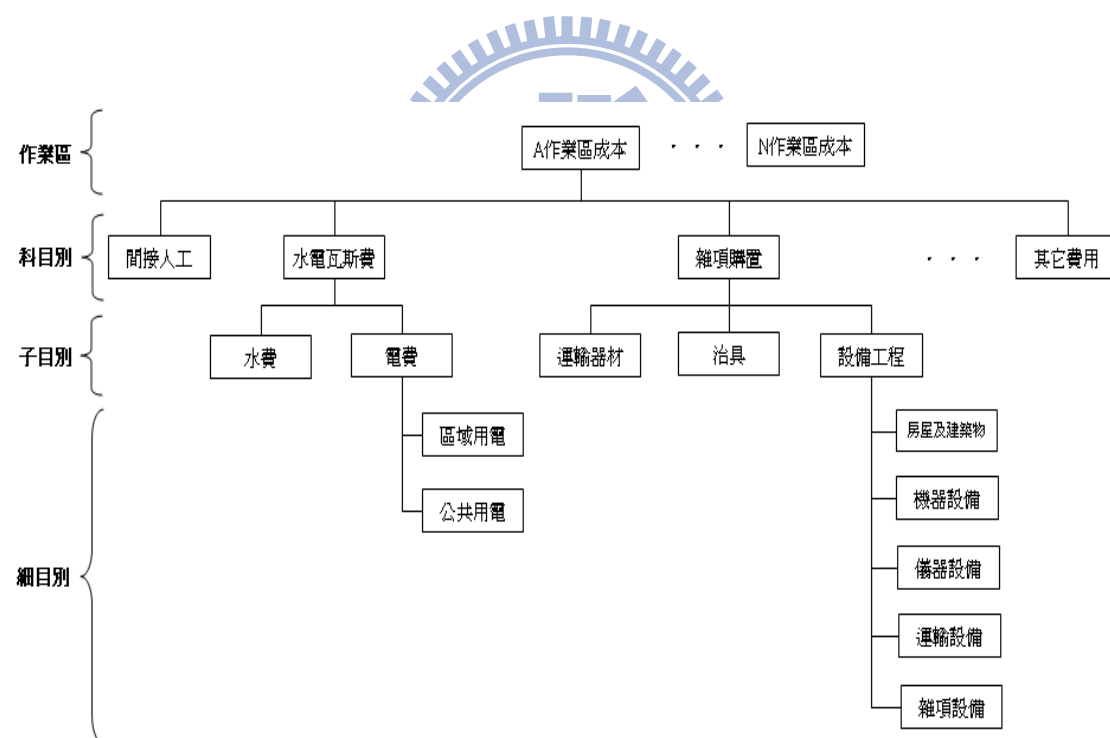 作業區
A作業區成本
· · ·
N作業區成本
科目別
間接人工
水電瓦斯費
雜項購置
· · ·
其它費用
子目別
水費
電費
運輸器材
治具
設備工程
細目別
區域用電
公共用電
房屋及建築物
機器設備
儀器設備
運輸設備
雜項設備